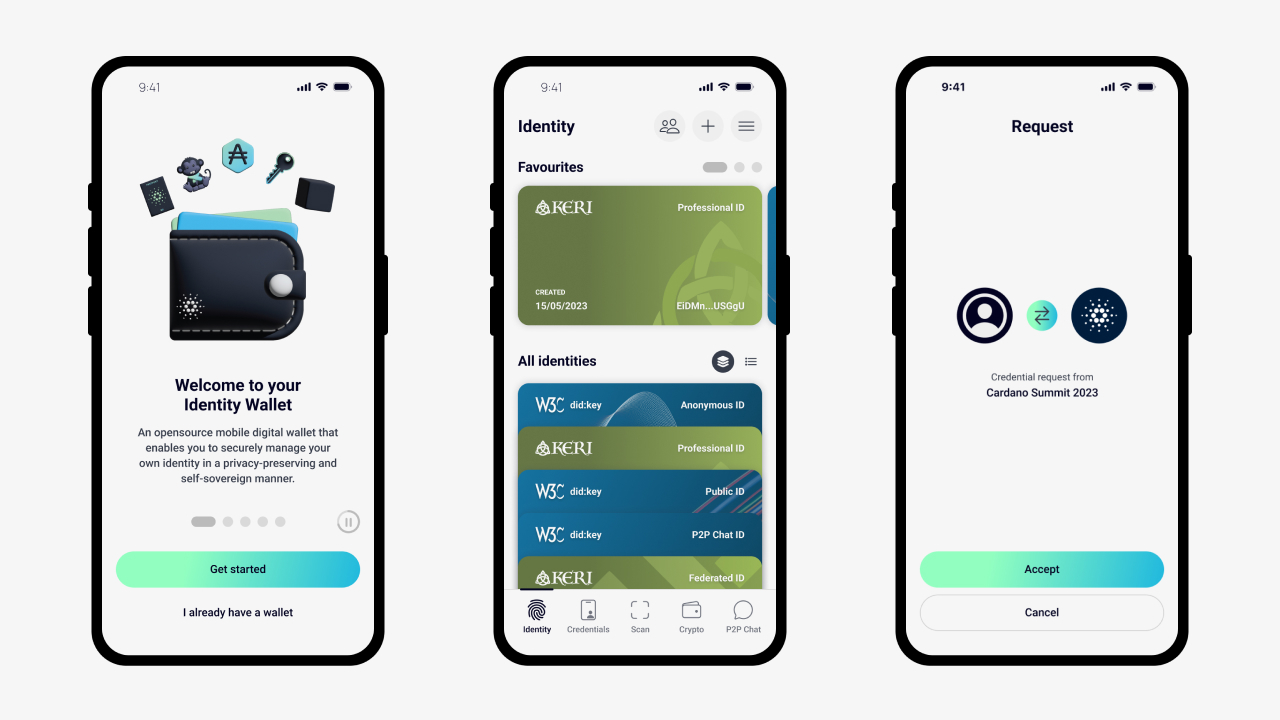 9:41
Welcome to your
Identity Wallet
An opensource mobile digital wallet that
enables you to securely manage your
own identity in a privacy-preserving and
self-sovereign manner.
Get started
I already have a wallet
9:41
Identity
Favourites
KERI
Professional ID
CREATED
15/05/2023
EiDMn...USGgU
All identities
W3C did:key
Anonymous ID
KERI
Professional ID
W3C did:key
Public ID
W3C did:key
P2P Chat ID
KERI
Federated ID
Identity
Credentials
Scan
Crypto
P2P Chat
9:41
Request
Credential request from
Cardano Summit 2023
Accept
Cancel